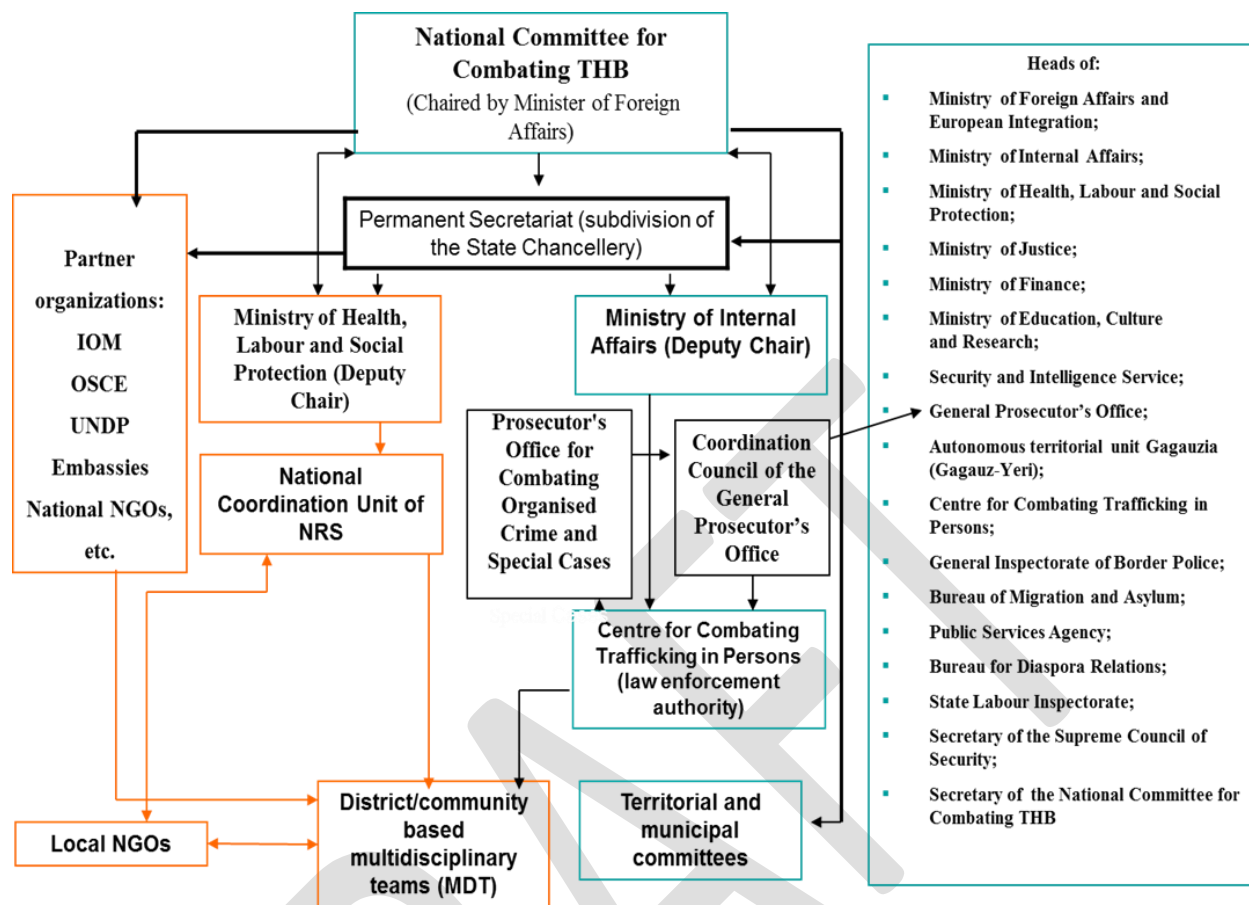 National Committee for
Combating THB
(Chaired by Minister of Foreign
Affairs)
Permanent Secretariat (subdivision of
the State Chancellery)
Partner
organizations:
IOM
OSCE
UNDP
Embassies
National NGOs,
etc.
Ministry of Health,
Labour and Social
Protection (Deputy
Chair)
Ministry of Internal
Affairs (Deputy Chair)
National
Coordination Unit of
NRS
Prosecutor's
Office for
Combating
Organised
Crime and
Special Cases
Coordination
Council of the
General
Prosecutor's
Office
Centre for Combating
Trafficking in Persons
(law enforcement
authority)
Local NGOs
District/community
based
multidisciplinary
teams (MDT)
Territorial and
municipal
committees
Heads of:
▪ Ministry of Foreign Affairs and
European Integration;
▪ Ministry of Internal Affairs;
▪ Ministry of Health, Labour and Social
Protection;
▪ Ministry of Justice;
▪ Ministry of Finance;
▪ Ministry of Education, Culture
and Research;
▪ Security and Intelligence Service;
▪ General Prosecutor's Office;
▪ Autonomous territorial unit Gagauzia
(Gagauz-Yeri);
▪ Centre for Combating Trafficking in
Persons;
▪ General Inspectorate of Border Police;
▪ Bureau of Migration and Asylum;
▪ Public Services Agency;
▪ Bureau for Diaspora Relations;
▪ State Labour Inspectorate;
▪ Secretary of the Supreme Council of
Security;
▪ Secretary of the National Committee for
Combating THB